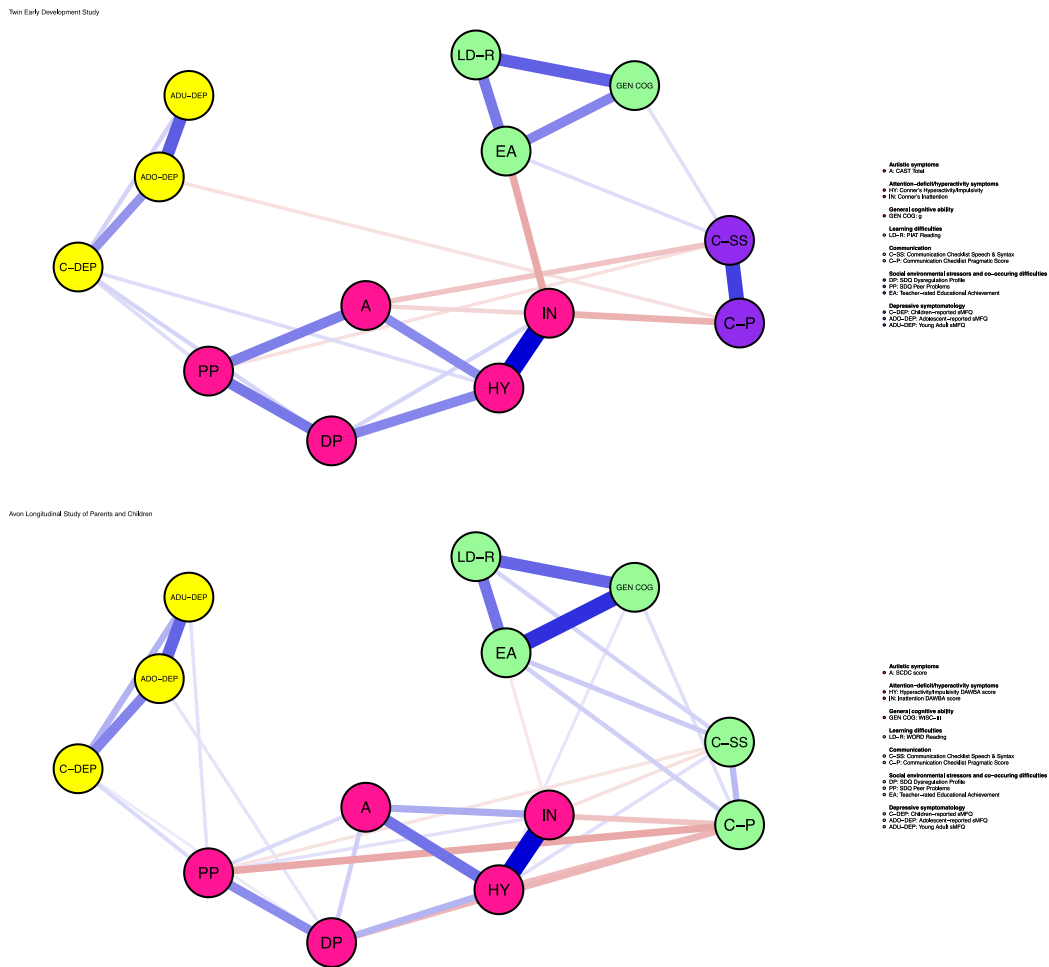 Twin Early Development Study
LD-R
GEN COG
ADU-DEP
EA
ADO-DEP
C-SS
C-DEP
A
IN
C-P
PP
HY
DP
Autistic symptoms
A: CAST Total
Attention-deficit/hyperactivity symptoms
HY: Conner's Hyperactivity/Impulsivity
IN: Conner's Inattention
General cognitive ability
GEN COG: g
Learning difficulties
LD-R: PIAT Reading
Communication
C-SS: Communication Checklist Speech & Syntax
C-P: Communication Checklist Pragmatic Score
Social environmental stressors and co-occuring difficulties
DP: SDQ Dysregulation Profile
PP: SDQ Peer Problems
EA: Teacher-rated Educational Achievement
Depressive symptomatology
C-DEP: Children-reported sMFQ
ADO-DEP: Adolescent-reported sMFQ
ADU-DEP: Young Adult sMFQ
Avon Longitudinal Study of Parents and Children
LD-R
GEN COG
ADU-DEP
EA
ADO-DEP
C-SS
C-DEP
A
IN
C-P
PP
HY
DP
Autistic symptoms
A: SCDC score
Attention-deficit/hyperactivity symptoms
HY: Hyperactivity/Impulsivity DAWBA score
IN: Inattention DAWBA score
General cognitive ability
GEN COG: WISC-III
Learning difficulties
LD-R: WORD Reading
Communication
C-SS: Communication Checklist Speech & Syntax
C-P: Communication Checklist Pragmatic Score
Social environmental stressors and co-occuring difficulties
DP: SDQ Dysregulation Profile
PP: SDQ Peer Problems
EA: Teacher-rated Educational Achievement
Depressive symptomatology
C-DEP: Children-reported sMFQ
ADO-DEP: Adolescent-reported sMFQ
ADU-DEP: Young Adult sMFQ